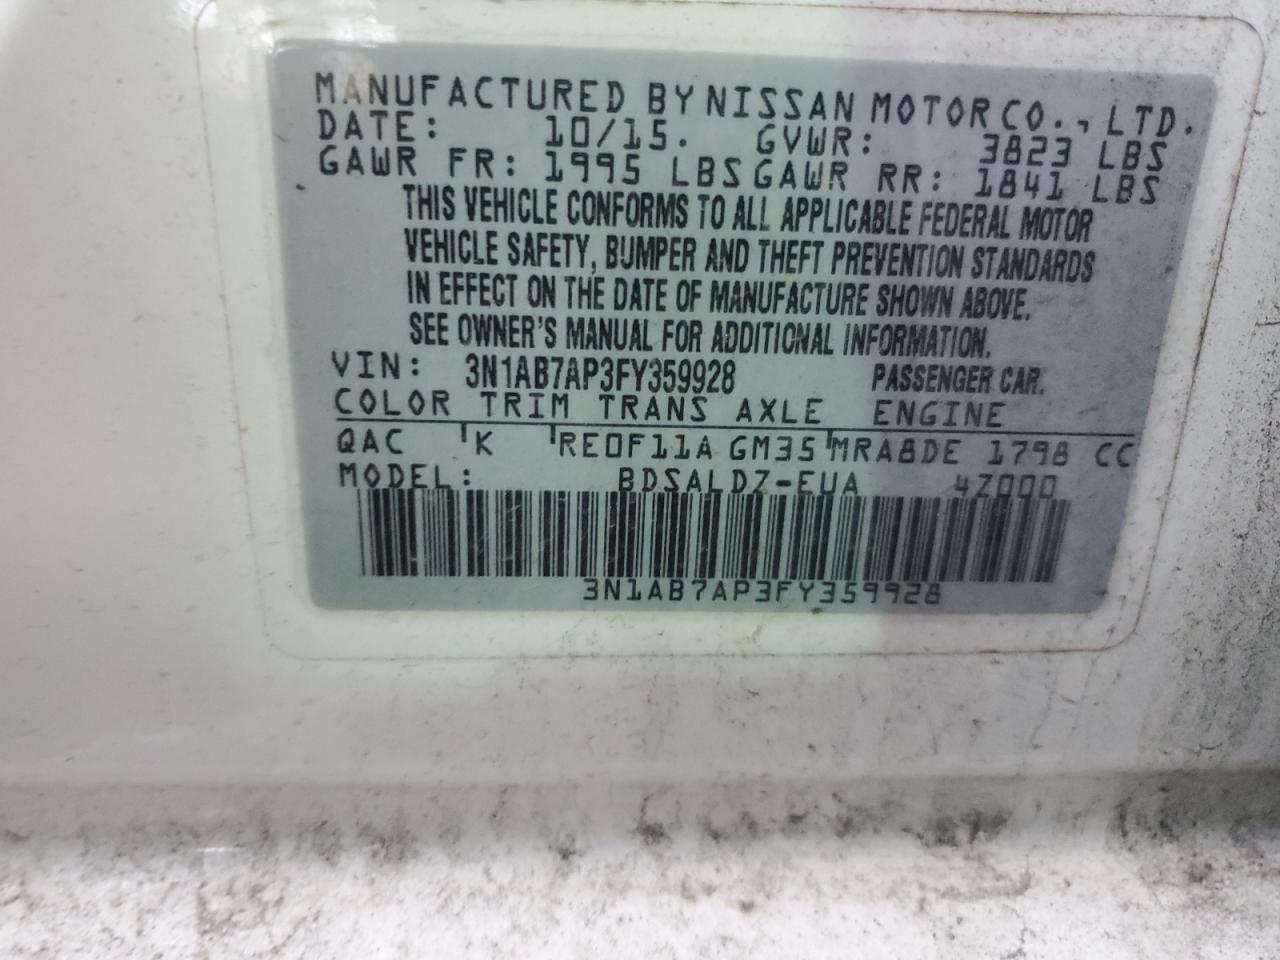 MANUFACTURED BY NISSAN MOTOR CO., LTD.
DATE: 10/15. GVWR: 3823 LBS
GAWR FR: 1995 LBS GAWR RR: 1841 LBS
THIS VEHICLE CONFORMS TO ALL APPLICABLE FEDERAL MOTOR
VEHICLE SAFETY, BUMPER AND THEFT PREVENTION STANDARDS
IN EFFECT ON THE DATE OF MANUFACTURE SHOWN ABOVE.
SEE OWNER'S MANUAL FOR ADDITIONAL INFORMATION.
VIN: 3N1AB7AP3FY359928 PASSENGER CAR.
COLOR TRIM TRANS AXLE ENGINE
QAC K RE0F11A GM35 MRA8DE 1798 CC
MODEL: BDSALDZ-EUA 4Z000
3N1AB7AP3FY359928